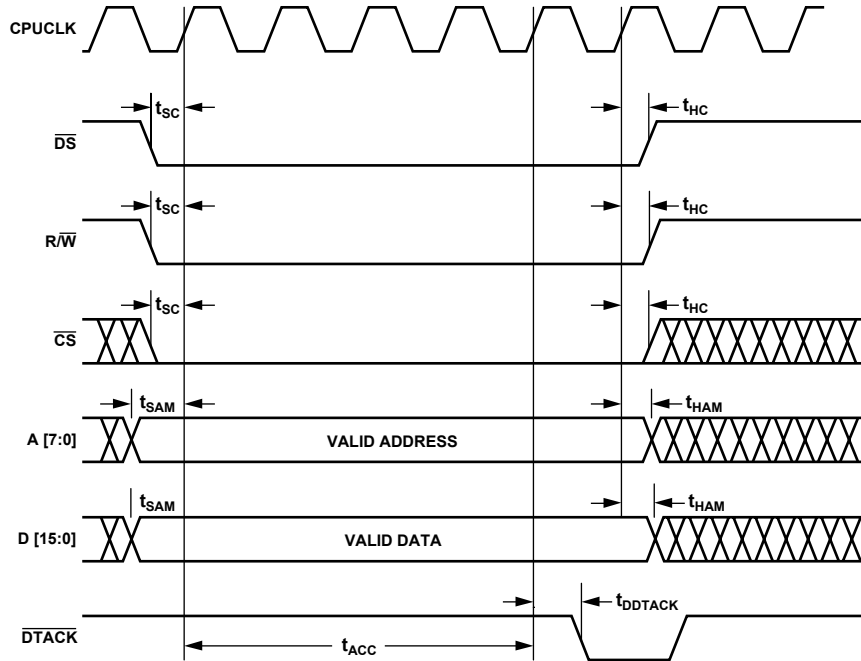 CPUCLK
tSC
tHC
DS
tSC
tHC
R/W
tSC
tHC
CS
tSAM
tHAM
A [7:0]
VALID ADDRESS
tSAM
tHAM
D [15:0]
VALID DATA
tDDTACK
DTACK
tACC